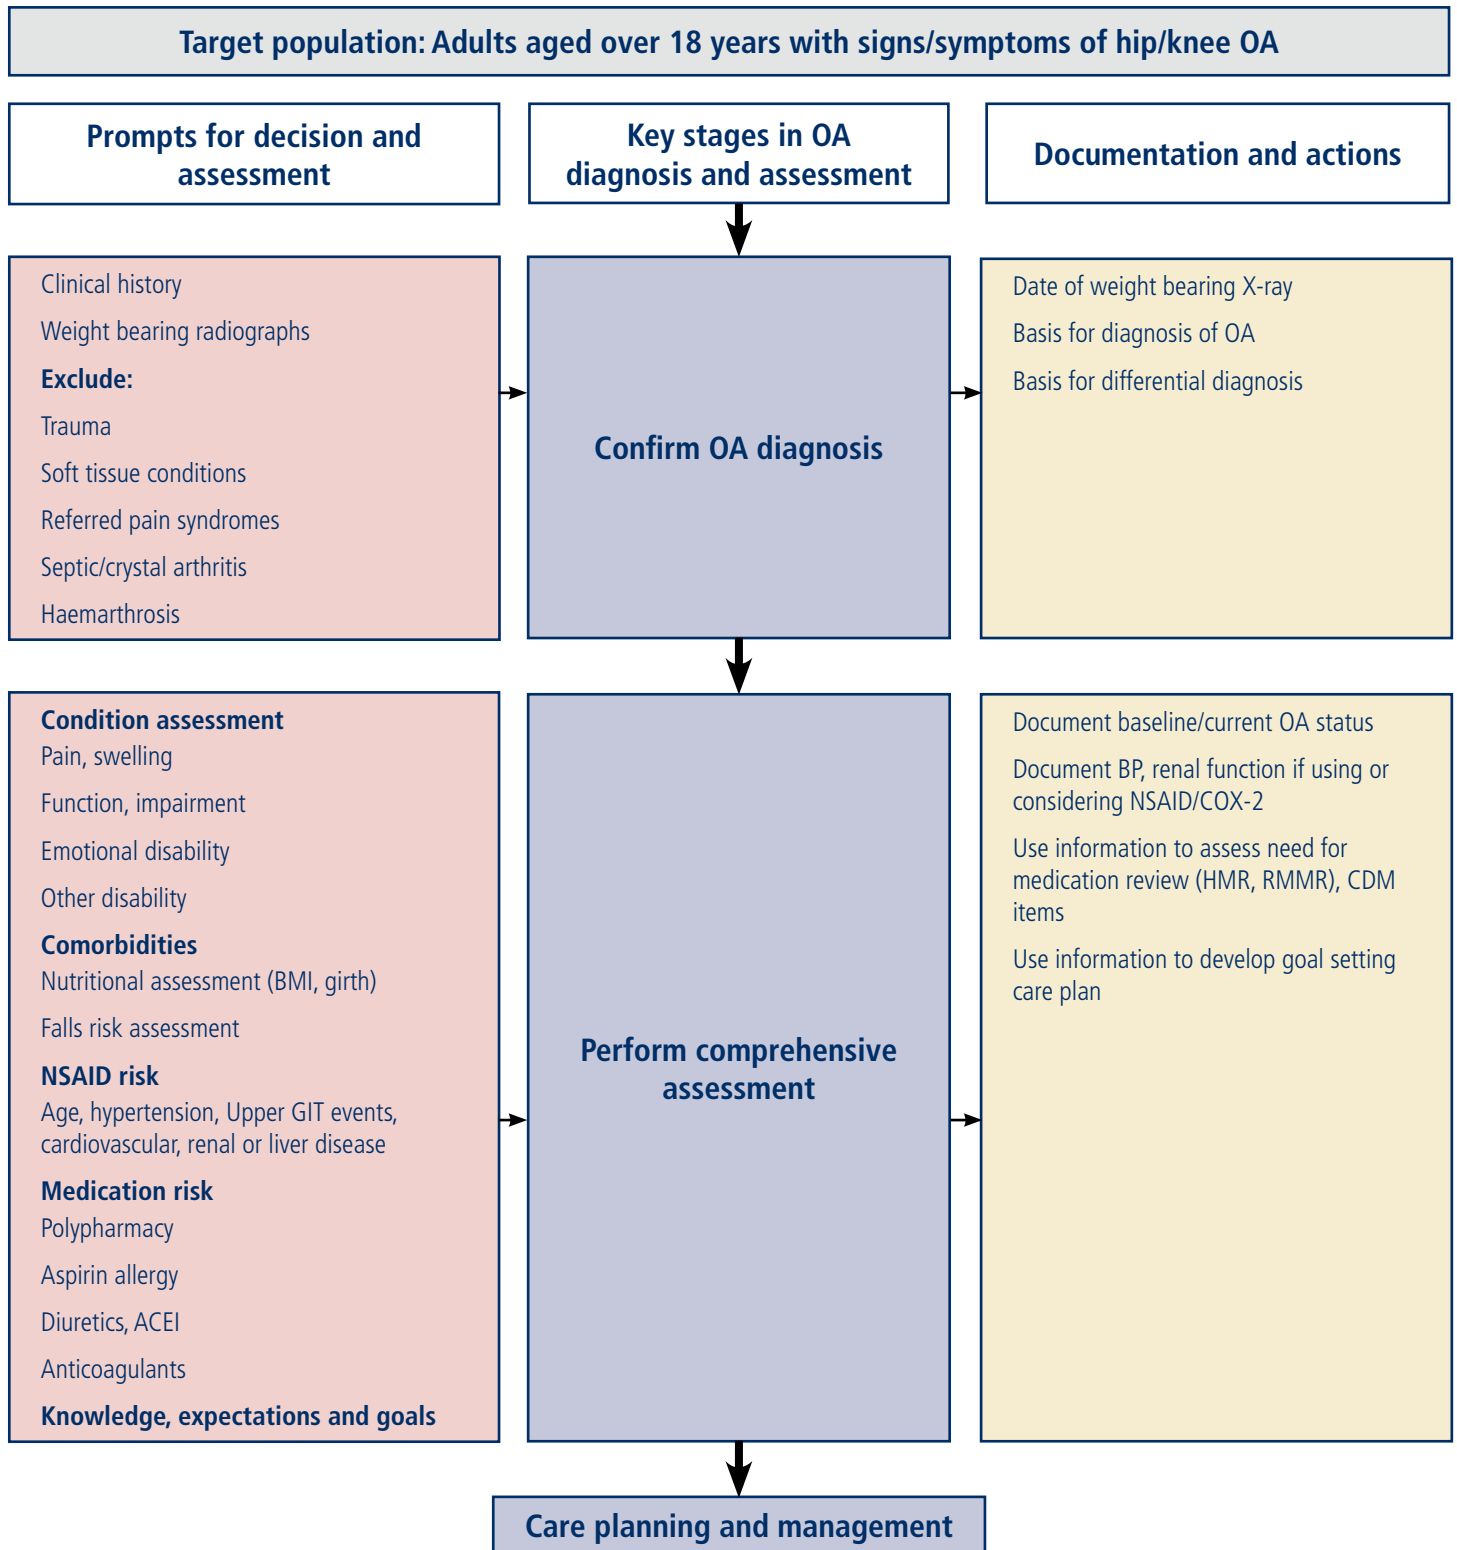 Target population: Adults aged over 18 years with signs/symptoms of hip/knee OA
Prompts for decision and
assessment
Key stages in OA
diagnosis and assessment
Documentation and actions
Clinical history
Weight bearing radiographs
Exclude:
Trauma
Soft tissue conditions
Referred pain syndromes
Septic/crystal arthritis
Haemarthrosis
Confirm OA diagnosis
Date of weight bearing X-ray
Basis for diagnosis of OA
Basis for differential diagnosis
Condition assessment
Pain, swelling
Function, impairment
Emotional disability
Other disability
Comorbidities
Nutritional assessment (BMI, girth)
Falls risk assessment
NSAID risk
Age, hypertension, Upper GIT events,
cardiovascular, renal or liver disease
Medication risk
Polypharmacy
Aspirin allergy
Diuretics, ACEI
Anticoagulants
Knowledge, expectations and goals
Perform comprehensive
assessment
Document baseline/current OA status
Document BP, renal function if using or
considering NSAID/COX-2
Use information to assess need for
medication review (HMR, RMMR), CDM
items
Use information to develop goal setting
care plan
Care planning and management